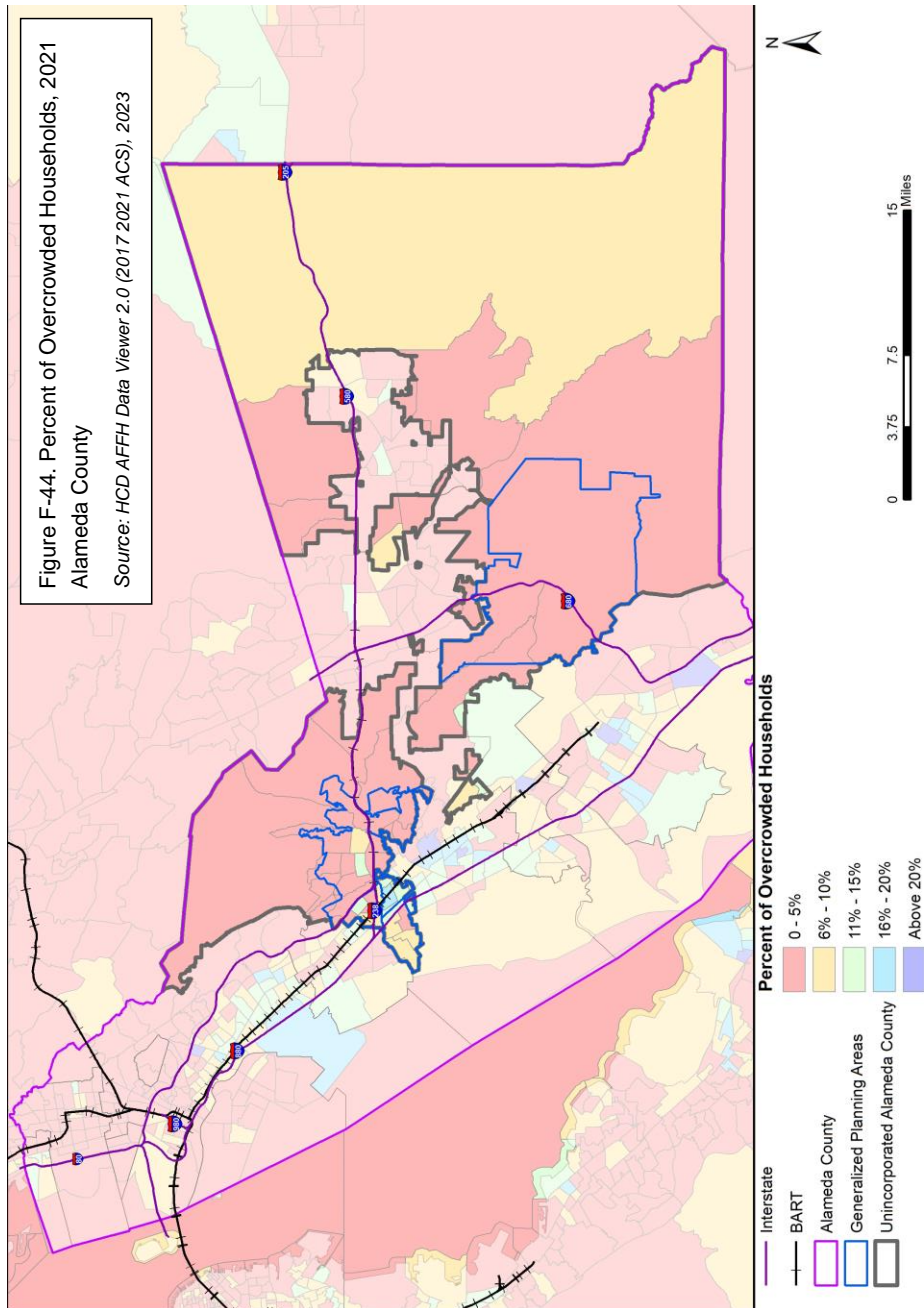 Figure F-44. Percent of Overcrowded Households, 2021
Alameda County
Source: HCD AFFH Data Viewer 2.0 (2017 2021 ACS), 2023
80
980
880
238
580
205
680
N
0 3.75 7.5 15
Miles
Interstate
BART
Alameda County
Generalized Planning Areas
Unincorporated Alameda County
Percent of Overcrowded Households
0 - 5%
6% - 10%
11% - 15%
16% - 20%
Above 20%